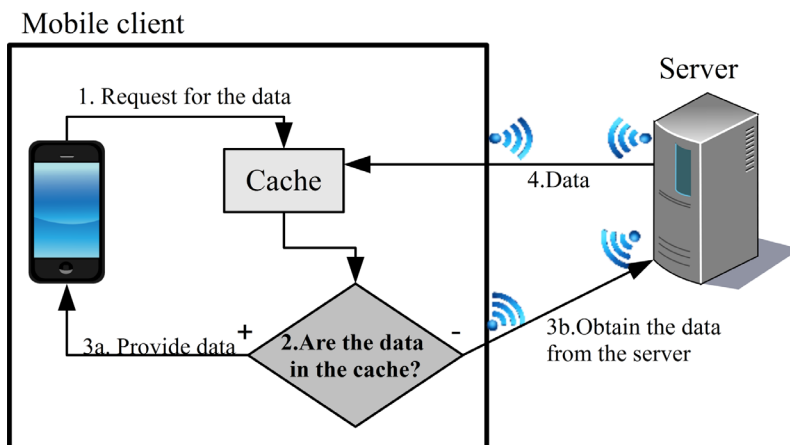 Mobile client
Server
1. Request for the data
Cache
4.Data
2.Are the data
in the cache?
+
-
3a. Provide data
3b.Obtain the data
from the server